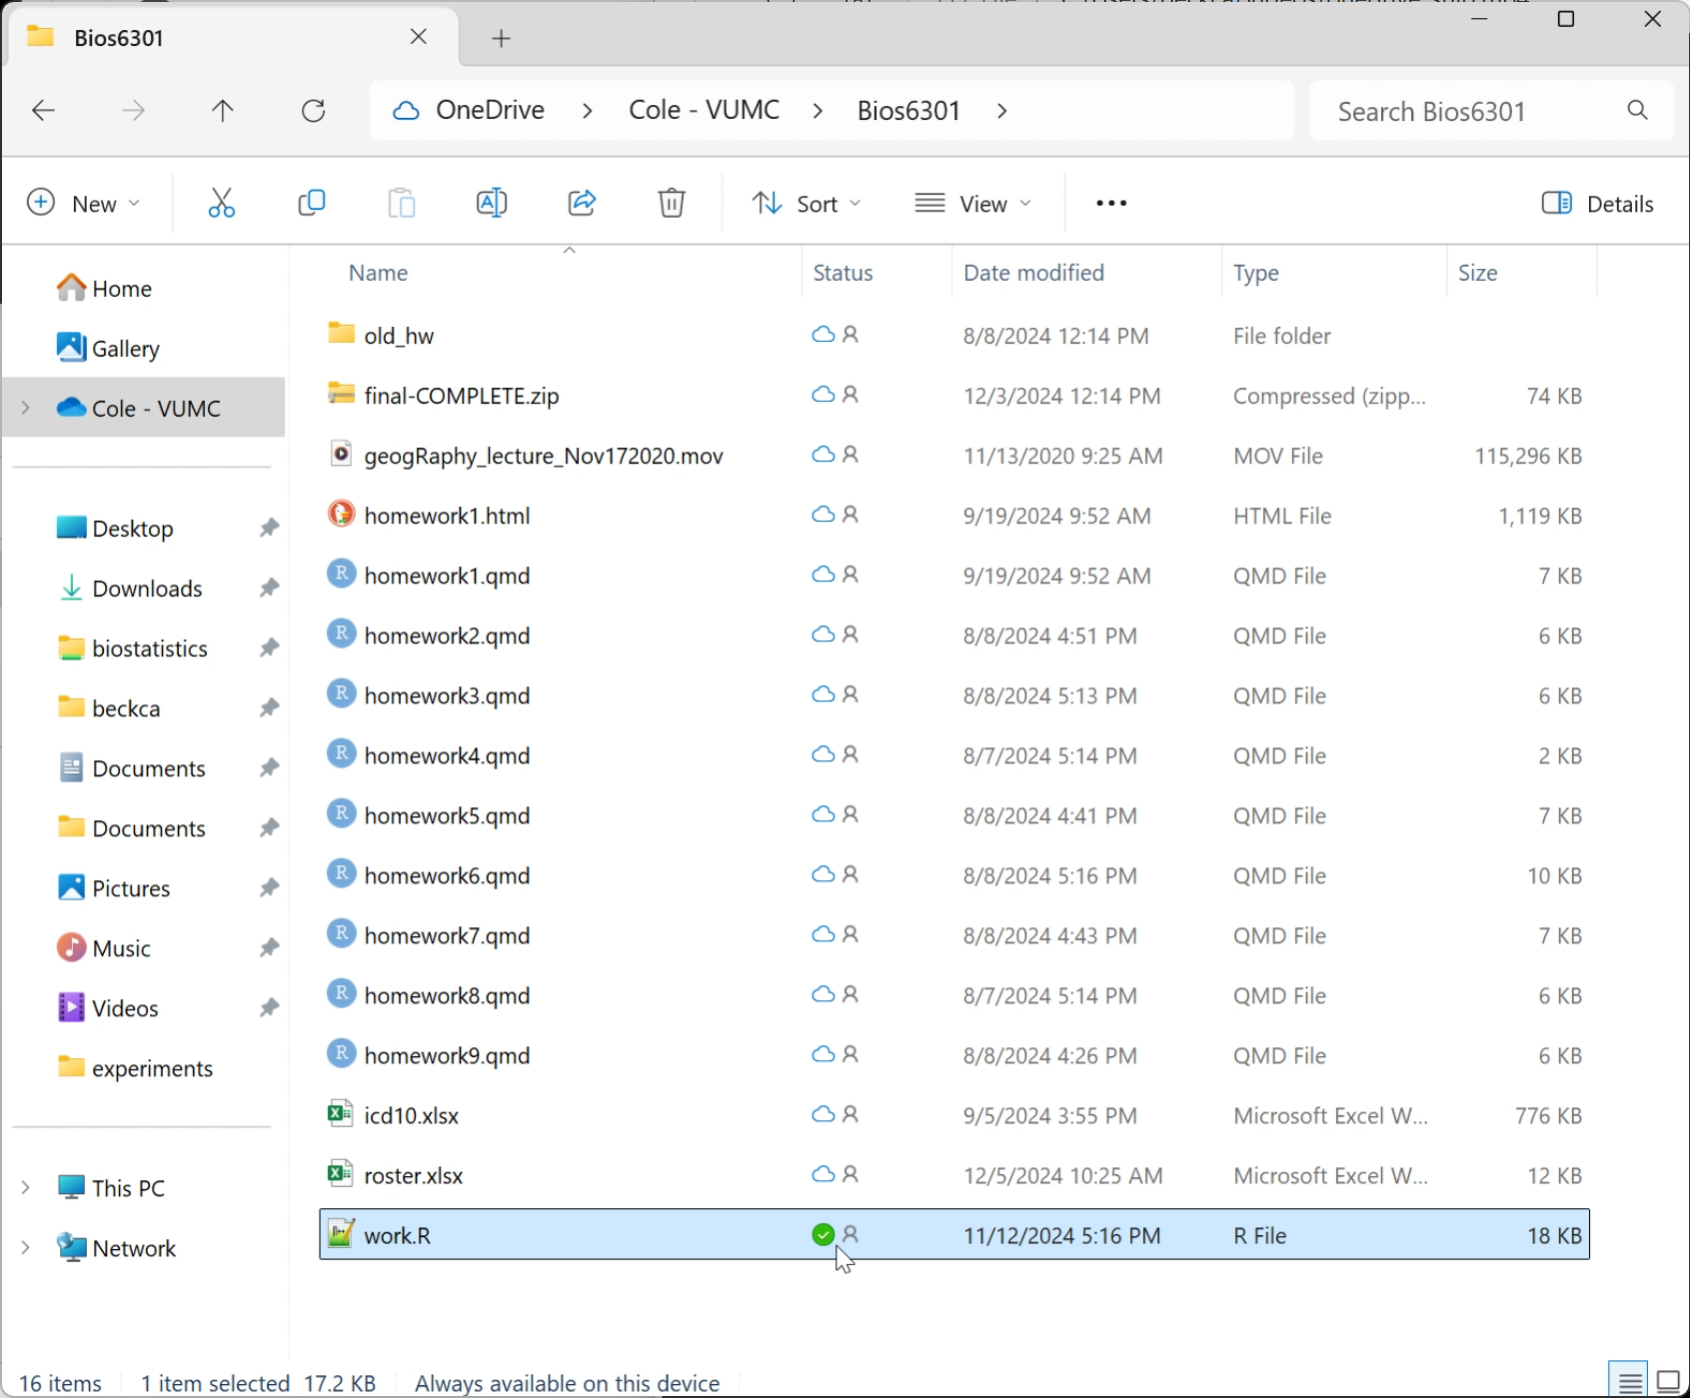 Bios6301
OneDrive > Cole - VUMC > Bios6301 >
Search Bios6301
New
Sort
View
Details
Name Status Date modified Type Size
Home
Gallery
Cole - VUMC
Desktop
Downloads
biostatistics
beckca
Documents
Documents
Pictures
Music
Videos
experiments
This PC
Network
old_hw 8/8/2024 12:14 PM File folder
final-COMPLETE.zip 12/3/2024 12:14 PM Compressed (zipp... 74 KB
geogRaphy_lecture_Nov172020.mov 11/13/2020 9:25 AM MOV File 115,296 KB
homework1.html 9/19/2024 9:52 AM HTML File 1,119 KB
R homework1.qmd 9/19/2024 9:52 AM QMD File 7 KB
R homework2.qmd 8/8/2024 4:51 PM QMD File 6 KB
R homework3.qmd 8/8/2024 5:13 PM QMD File 6 KB
R homework4.qmd 8/7/2024 5:14 PM QMD File 2 KB
R homework5.qmd 8/8/2024 4:41 PM QMD File 7 KB
R homework6.qmd 8/8/2024 5:16 PM QMD File 10 KB
R homework7.qmd 8/8/2024 4:43 PM QMD File 7 KB
R homework8.qmd 8/7/2024 5:14 PM QMD File 6 KB
R homework9.qmd 8/8/2024 4:26 PM QMD File 6 KB
icd10.xlsx 9/5/2024 3:55 PM Microsoft Excel W... 776 KB
roster.xlsx 12/5/2024 10:25 AM Microsoft Excel W... 12 KB
work.R 11/12/2024 5:16 PM R File 18 KB
16 items 1 item selected 17.2 KB Always available on this device